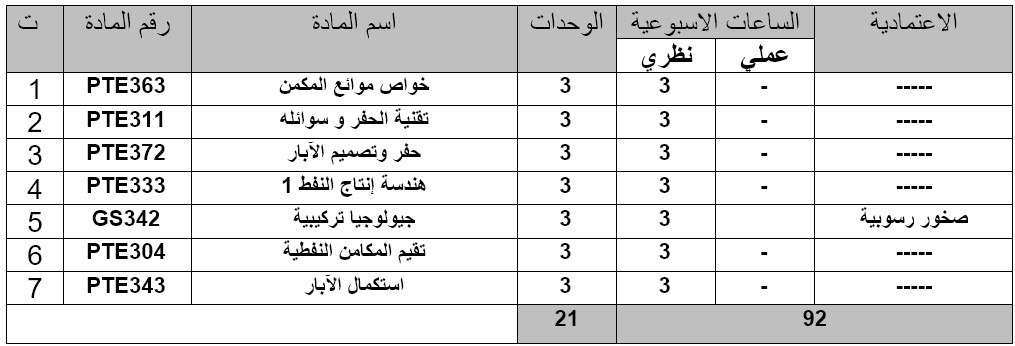 ت رقم المادة اسم المادة الوحدات الساعات الاسبوعية الاعتمادية
نظري عملي
1 PTE363 خواص موائع المكمن 3 3 - -----
2 PTE311 تقنية الحفر و سوائله 3 3 - -----
3 PTE372 حفر وتصميم الآبار 3 3 - -----
4 PTE333 هندسة إنتاج النفط 1 3 3 - -----
5 GS342 جيولوجيا تركيبية 3 3 صخور رسوبية
6 PTE304 تقيم المكامن النفطية 3 3 - -----
7 PTE343 استكمال الآبار 3 3 - -----
21 92